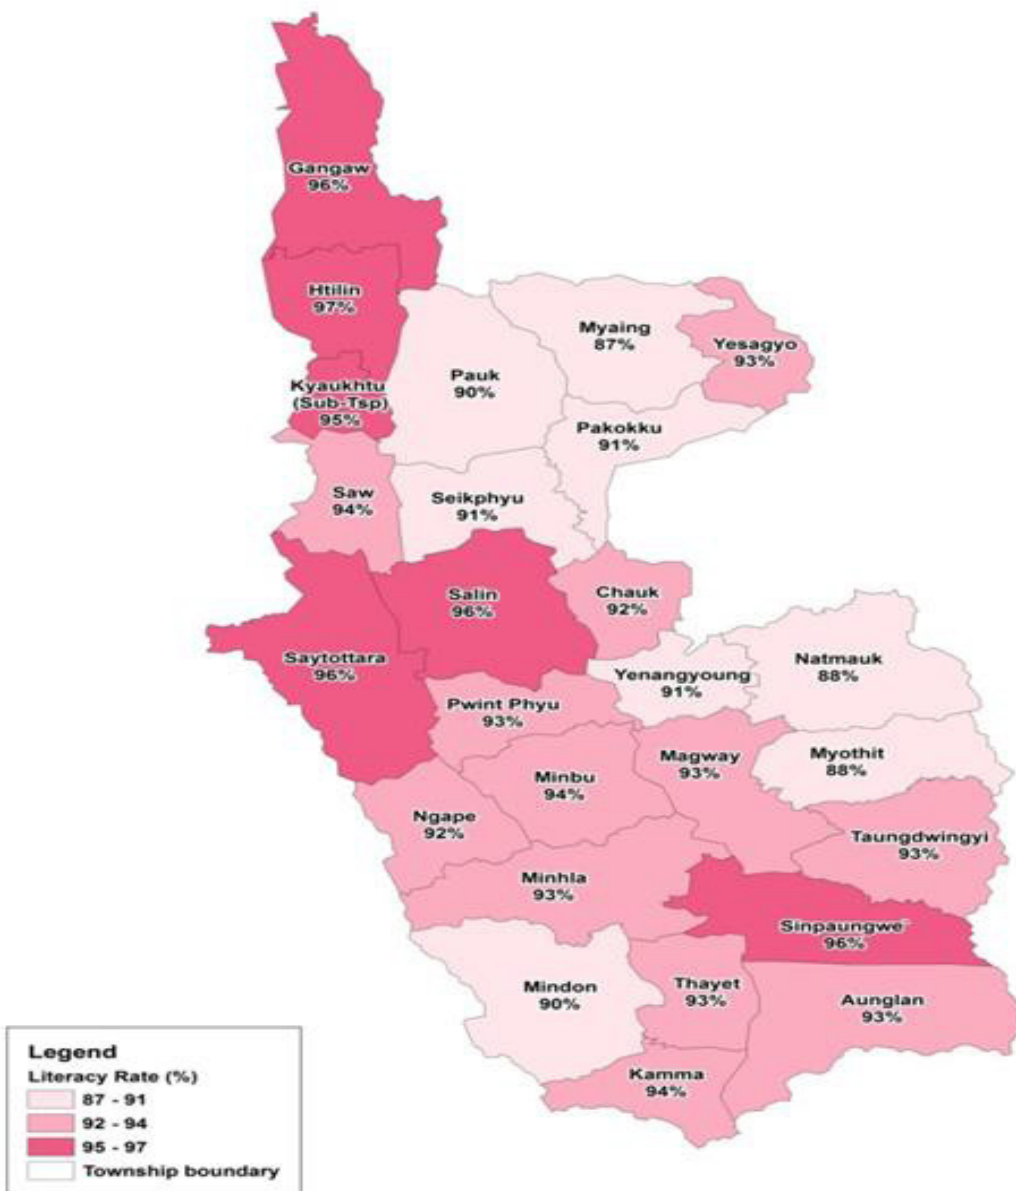 Gangaw
96%
Htilin
97%
Kyaukhtu
(Sub-Tsp)
95%
Pauk
90%
Myaing
87%
Yesagyo
93%
Pakokku
91%
Saw
94%
Seikphyu
91%
Salin
96%
Chauk
92%
Saytottara
96%
Yenangyoung
91%
Natmauk
88%
Pwint Phyu
93%
Magway
93%
Myothit
88%
Minbu
94%
Ngape
92%
Taungdwingyi
93%
Minhla
93%
Sinpaungwe
96%
Mindon
90%
Thayet
93%
Aunglan
93%
Kamma
94%
Legend
Literacy Rate (%)
87 - 91
92 - 94
95 - 97
Township boundary